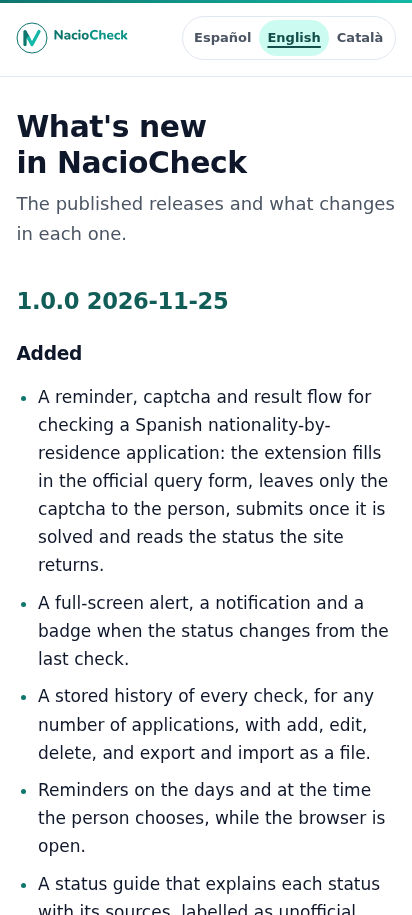 NacioCheck
Español English Català
What's new
in NacioCheck
The published releases and what changes
in each one.
1.0.0 2026-11-25
Added
A reminder, captcha and result flow for
checking a Spanish nationality-by-
residence application: the extension fills
in the official query form, leaves only the
captcha to the person, submits once it is
solved and reads the status the site
returns.
A full-screen alert, a notification and a
badge when the status changes from the
last check.
A stored history of every check, for any
number of applications, with add, edit,
delete, and export and import as a file.
Reminders on the days and at the time
the person chooses, while the browser is
open.
A status guide that explains each status
with its sources, labelled as unofficial